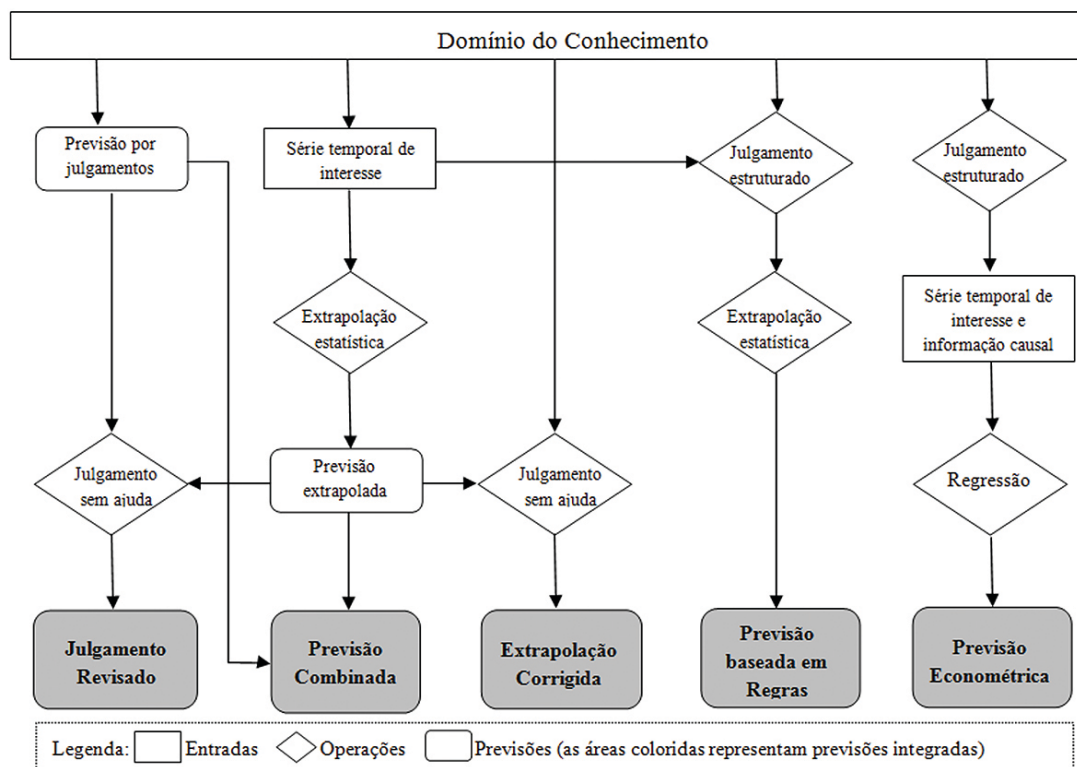 Domínio do Conhecimento
Previsão por
julgamentos
Série temporal de
interesse
Julgamento
estruturado
Julgamento
estruturado
Extrapolação
estatística
Extrapolação
estatística
Série temporal de
interesse e
informação causal
Julgamento
sem ajuda
Previsão
extrapolada
Julgamento
sem ajuda
Regressão
Julgamento
Revisado
Previsão
Combinada
Extrapolação
Corrigida
Previsão
baseada em
Regras
Previsão
Econométrica
Legenda: Entradas Operações Previsões (as áreas coloridas representam previsões integradas)